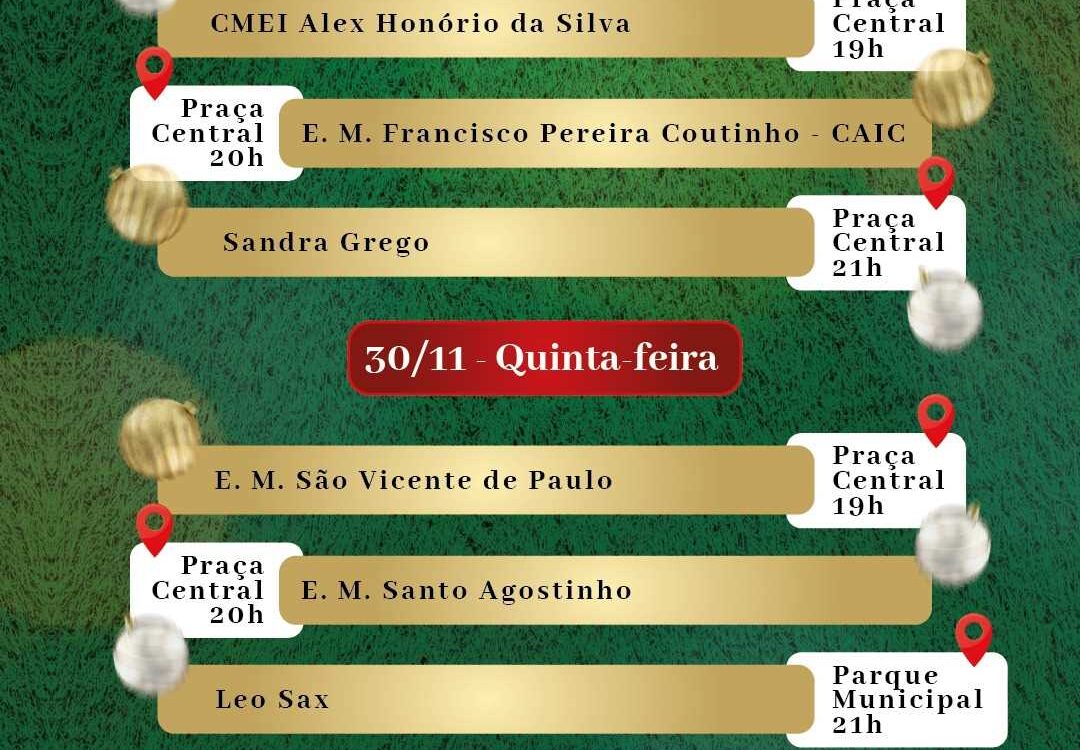 CMEI Alex Honório da Silva
Praça
Central
19h
Praça
Central
20h
E. M. Francisco Pereira Coutinho - CAIC
Sandra Grego
Praça
Central
21h
30/11 - Quinta-feira
E. M. São Vicente de Paulo
Praça
Central
19h
Praça
Central
20h
E. M. Santo Agostinho
Leo Sax
Parque
Municipal
21h